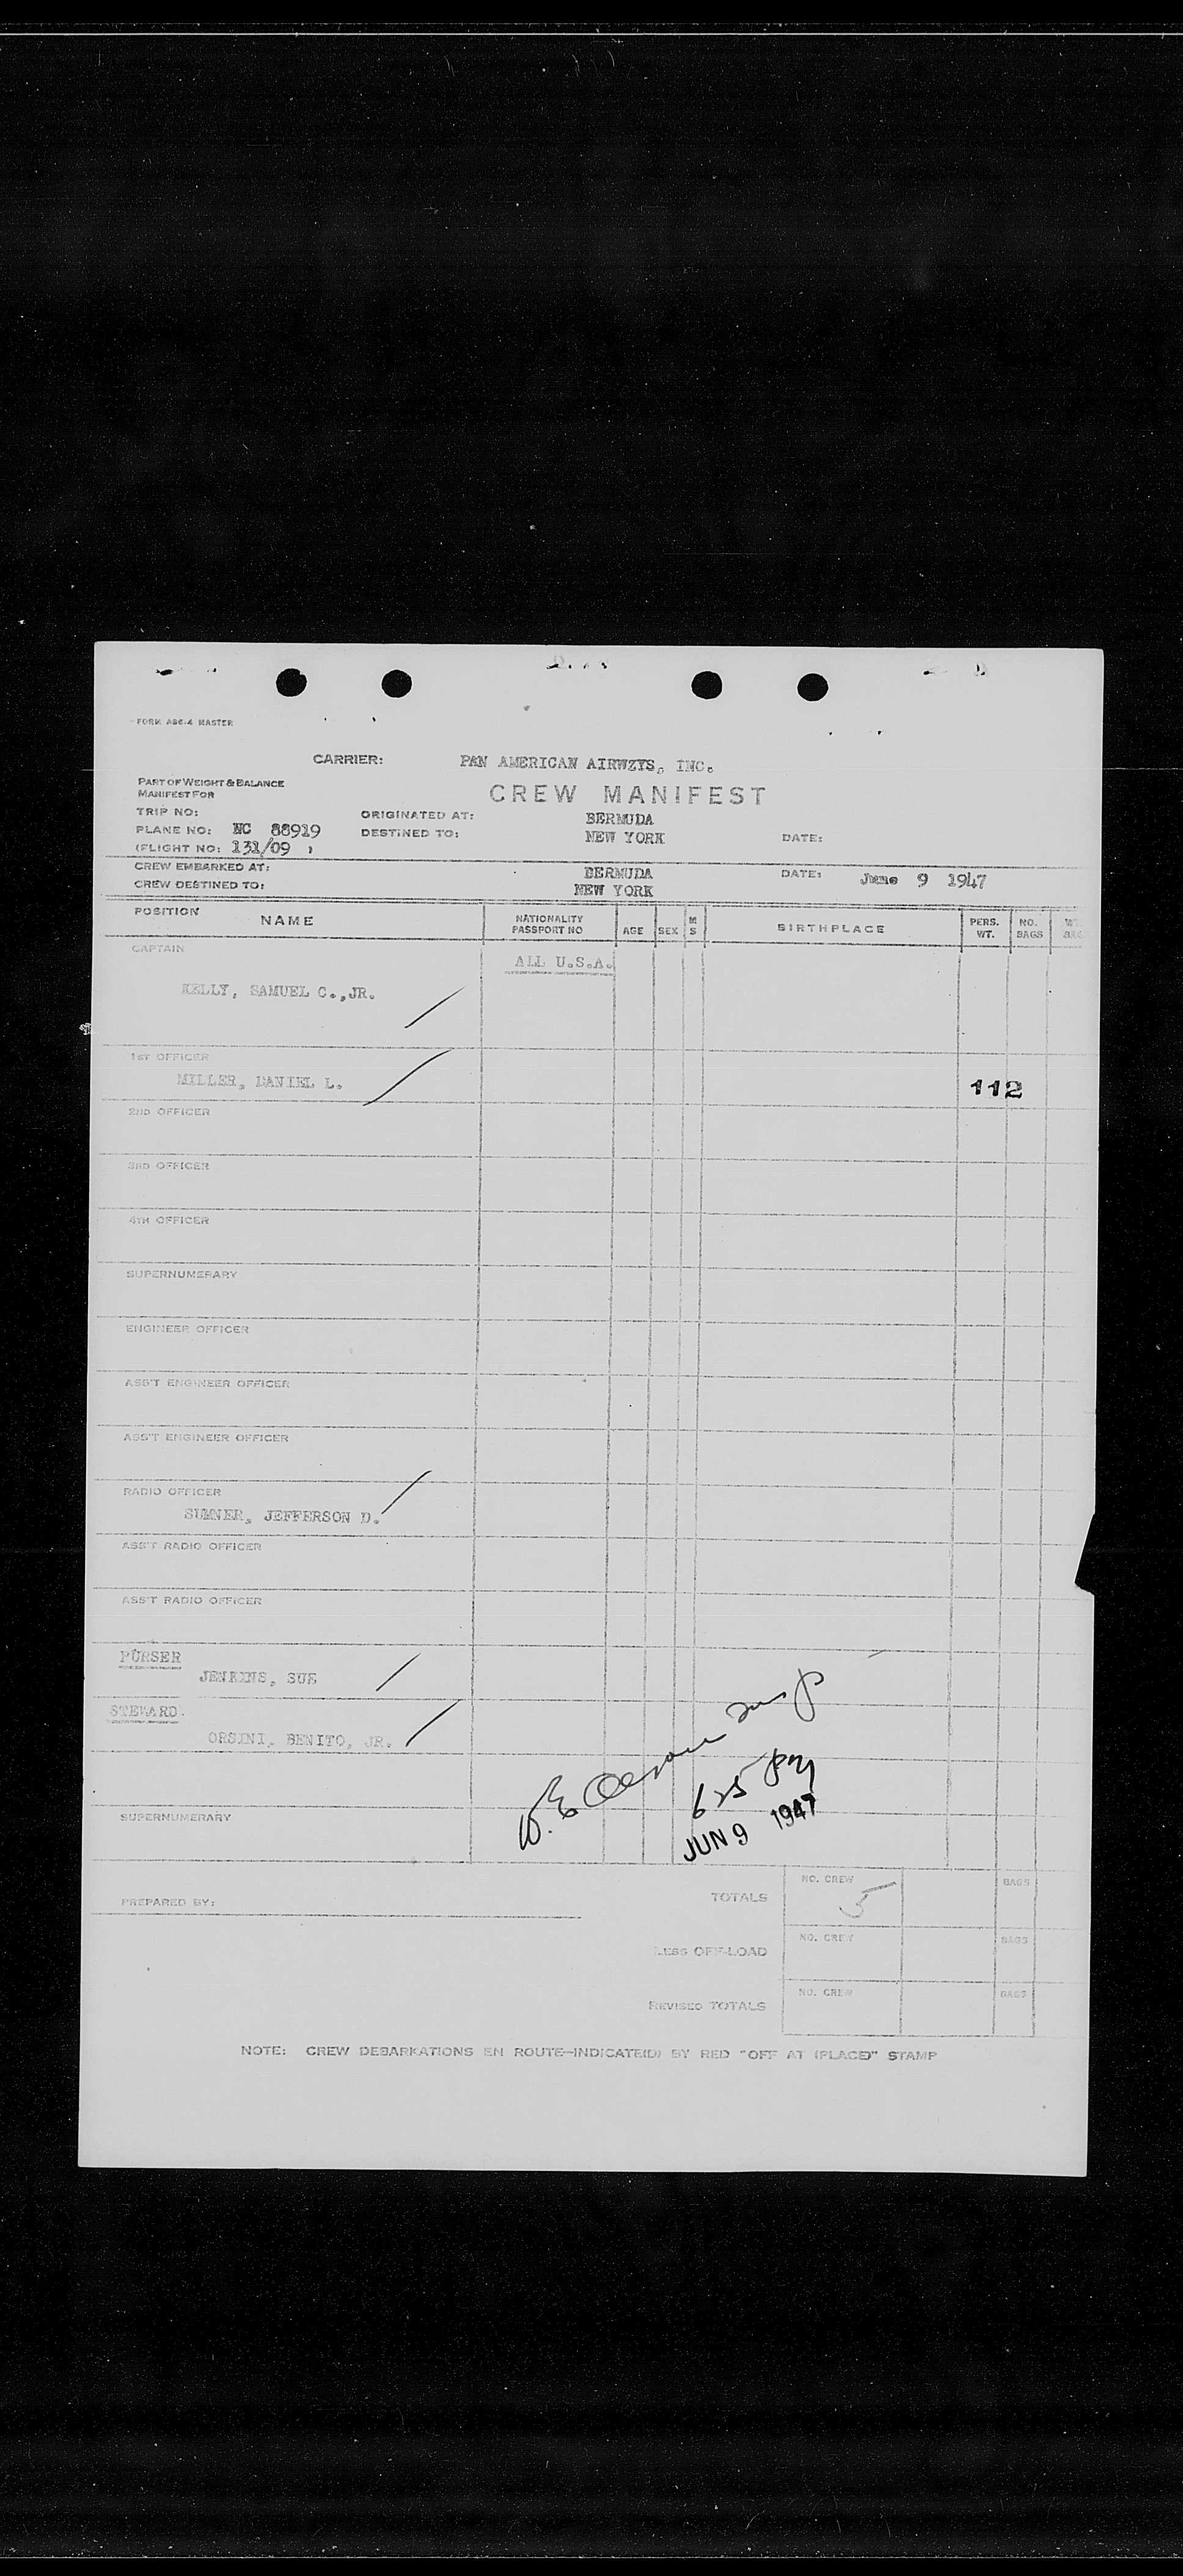 FORM ABC-4 MASTER
CARRIER: PAN AMERICAN AIRWZYS, INC.
PART OF WEIGHT & BALANCE
MANIFEST FOR
CREW MANIFEST
TRIP NO: ORIGINATED AT: BERMUDA
PLANE NO: NC 88919 DESTINED TO: NEW YORK DATE:
(FLIGHT NO: 131/09 )
CREW EMBARKED AT: BERMUDA DATE: June 9 1947
CREW DESTINED TO: NEW YORK
POSITION NAME NATIONALITY PASSPORT NO AGE SEX M S BIRTHPLACE PERS. WT. NO. BAGS WT.
CAPTAIN
ALL U.S.A.
KELLY, SAMUEL C.,JR.
1ST OFFICER
MILLER, DANIEL L. 112
2ND OFFICER
3RD OFFICER
4TH OFFICER
SUPERNUMERARY
ENGINEER OFFICER
ASS'T ENGINEER OFFICER
ASS'T ENGINEER OFFICER
RADIO OFFICER
SUMNER, JEFFERSON D.
ASS'T RADIO OFFICER
ASS'T RADIO OFFICER
PURSER
JENKINS, SUE
STEWARD
ORSINI, BENITO, JR.
625 PM
JUN 9 1947
SUPERNUMERARY
PREPARED BY: TOTALS NO. CREW 5 BAGS
LESS OFF-LOAD NO. CREW BAGS
REVISED TOTALS NO. CREW BAGS
NOTE: CREW DEBARKATIONS EN ROUTE—INDICATE(D) BY RED "OFF AT (PLACE)" STAMP